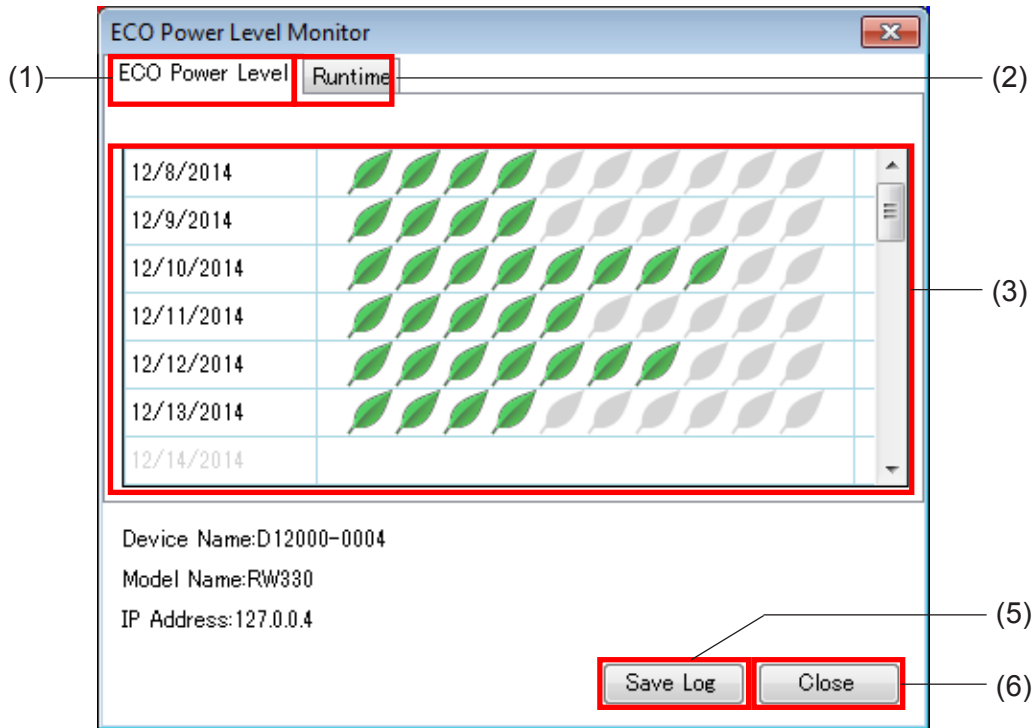 ECO Power Level Monitor
(1)
ECO Power Level
Runtime
(2)
12/8/2014
12/9/2014
12/10/2014
(3)
12/11/2014
12/12/2014
12/13/2014
12/14/2014
Device Name:D12000-0004
Model Name:RW330
IP Address:127.0.0.4
(5)
Save Log
Close
(6)